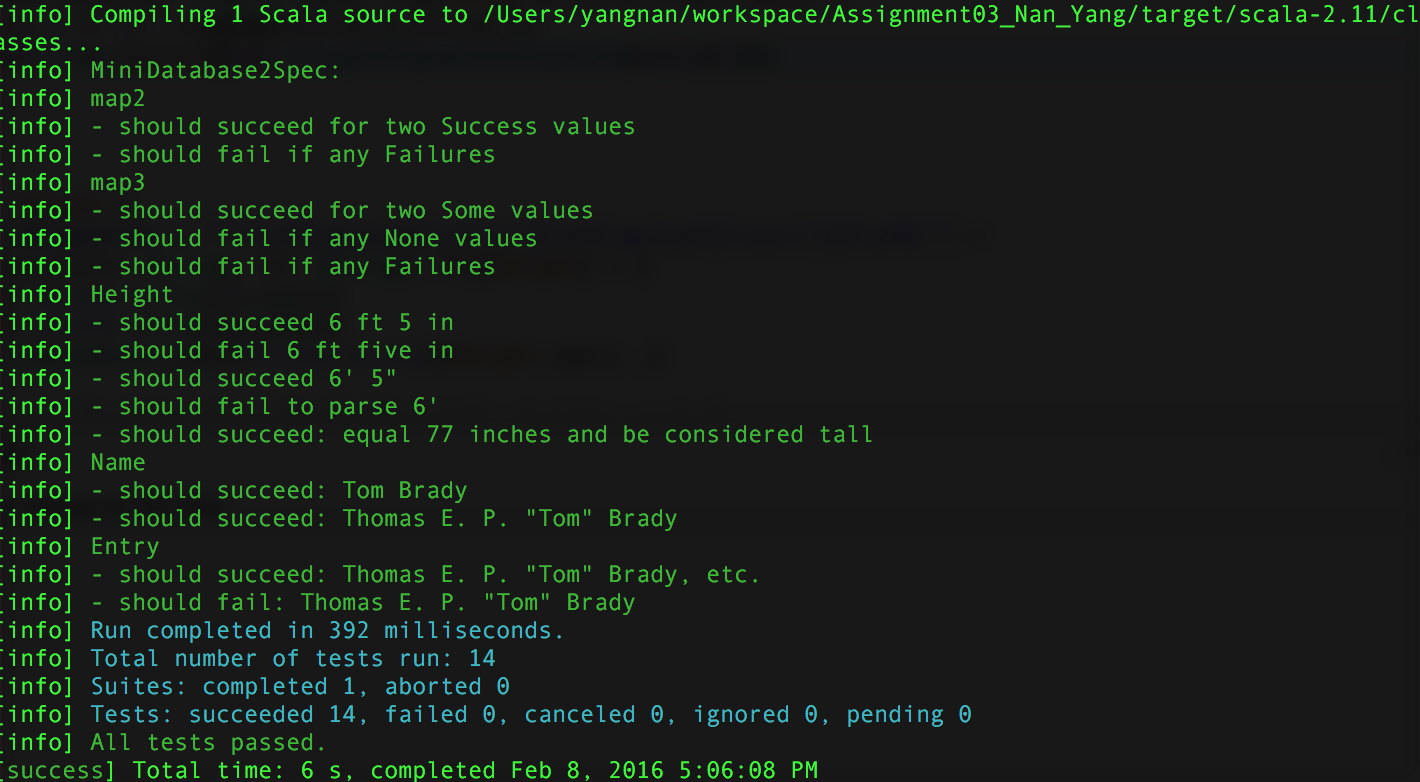 [info] Compiling 1 Scala source to /Users/yangnan/workspace/Assignment03_Nan_Yang/target/scala-2.11/cl
asses...
[info] MiniDatabase2Spec:
[info] map2
[info] - should succeed for two Success values
[info] - should fail if any Failures
[info] map3
[info] - should succeed for two Some values
[info] - should fail if any None values
[info] - should fail if any Failures
[info] Height
[info] - should succeed 6 ft 5 in
[info] - should fail 6 ft five in
[info] - should succeed 6' 5"
[info] - should fail to parse 6'
[info] - should succeed: equal 77 inches and be considered tall
[info] Name
[info] - should succeed: Tom Brady
[info] - should succeed: Thomas E. P. "Tom" Brady
[info] Entry
[info] - should succeed: Thomas E. P. "Tom" Brady, etc.
[info] - should fail: Thomas E. P. "Tom" Brady
[info] Run completed in 392 milliseconds.
[info] Total number of tests run: 14
[info] Suites: completed 1, aborted 0
[info] Tests: succeeded 14, failed 0, canceled 0, ignored 0, pending 0
[info] All tests passed.
[success] Total time: 6 s, completed Feb 8, 2016 5:06:08 PM